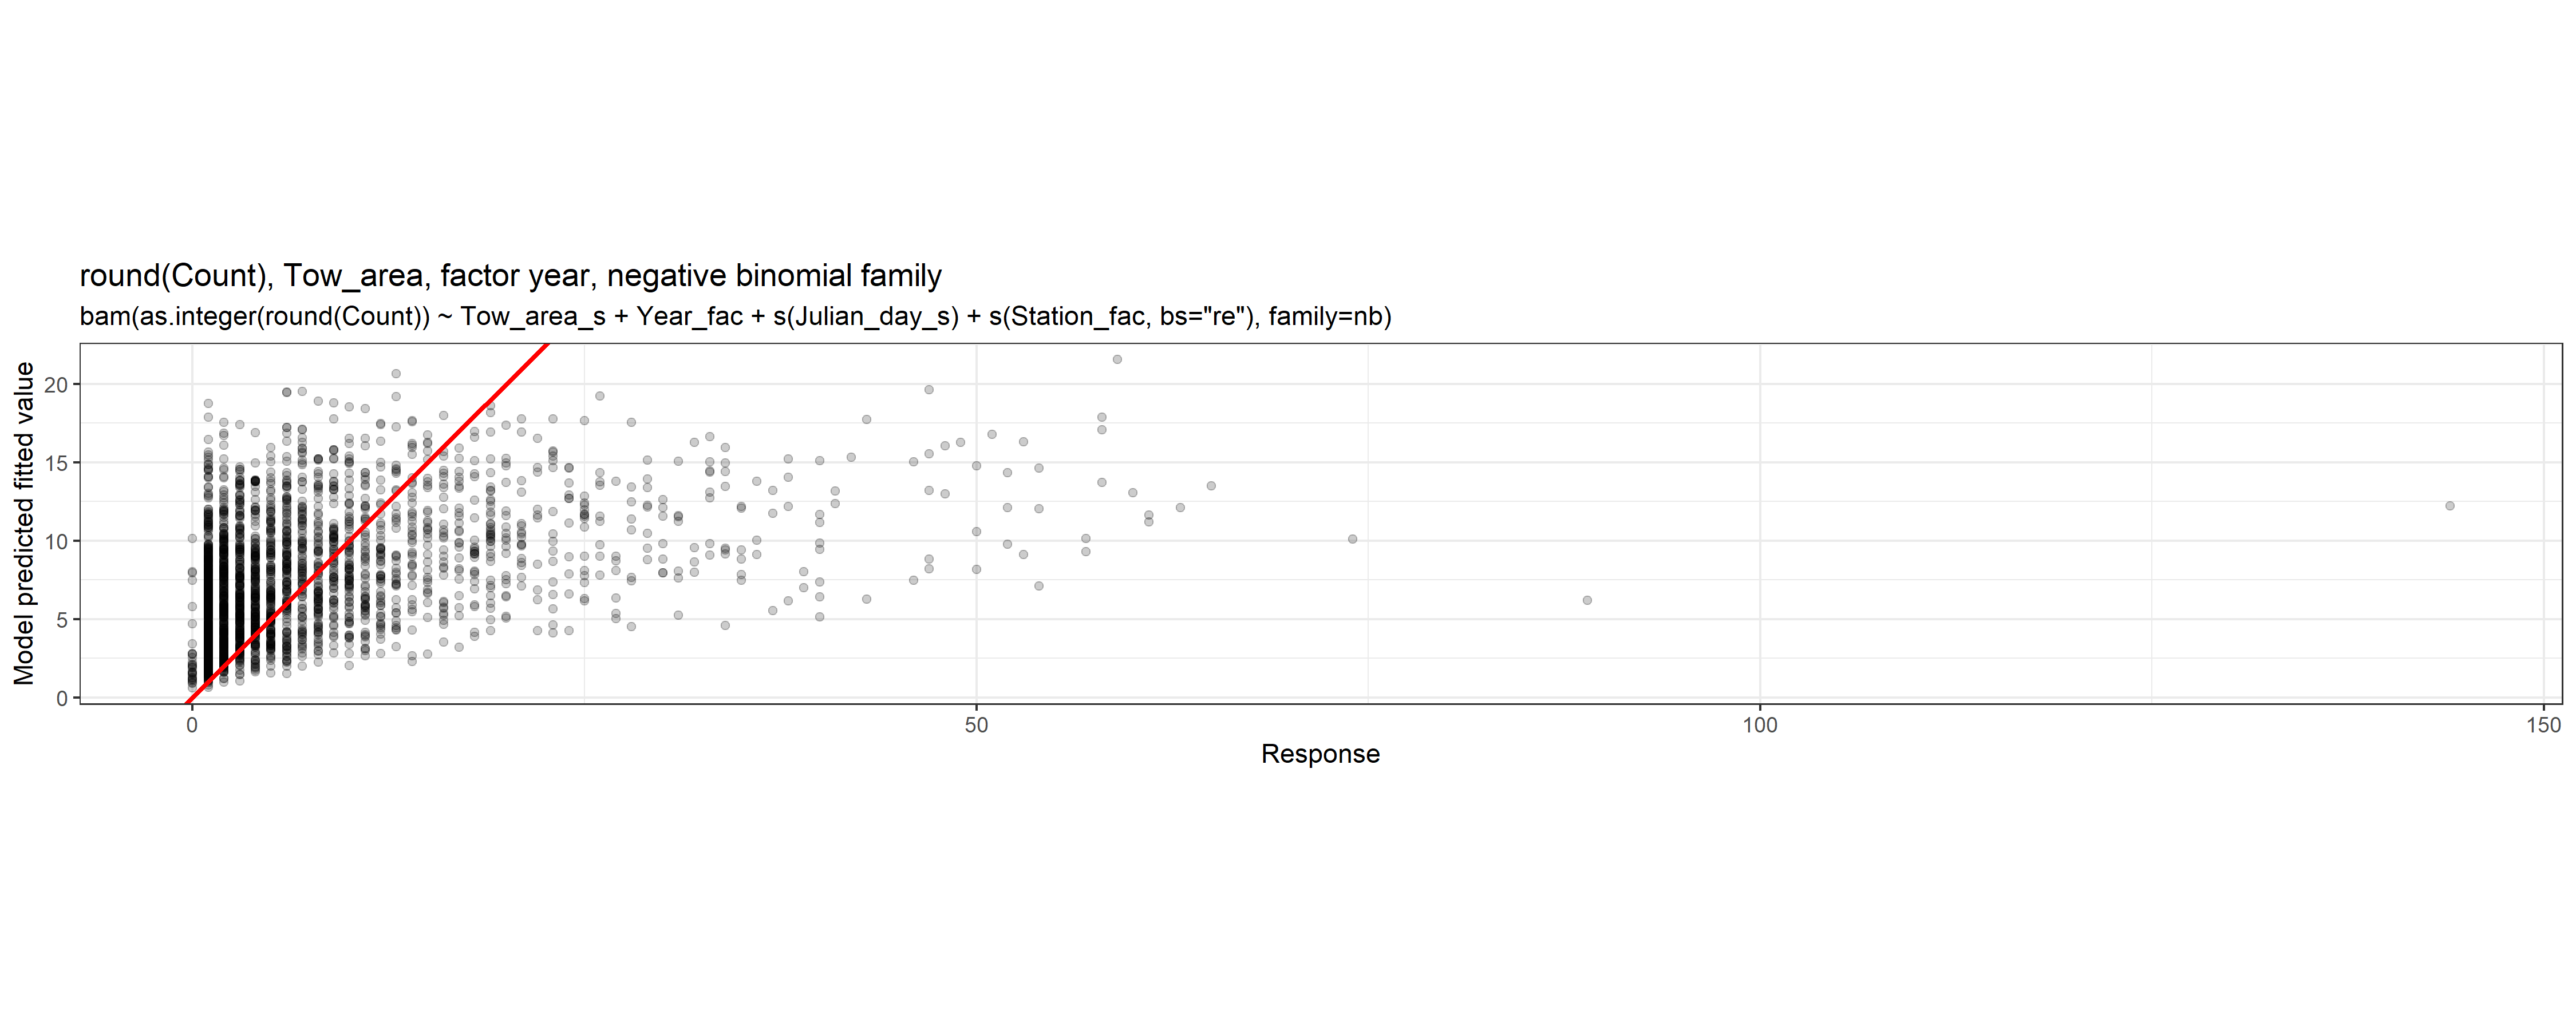 round(Count), Tow_area, factor year, negative binomial family
bam(as.integer(round(Count)) ~ Tow_area_s + Year_fac + s(Julian_day_s) + s(Station_fac, bs="re"), family=nb)
Model predicted fitted value
20
15
10
5
0
0 50 100 150
Response